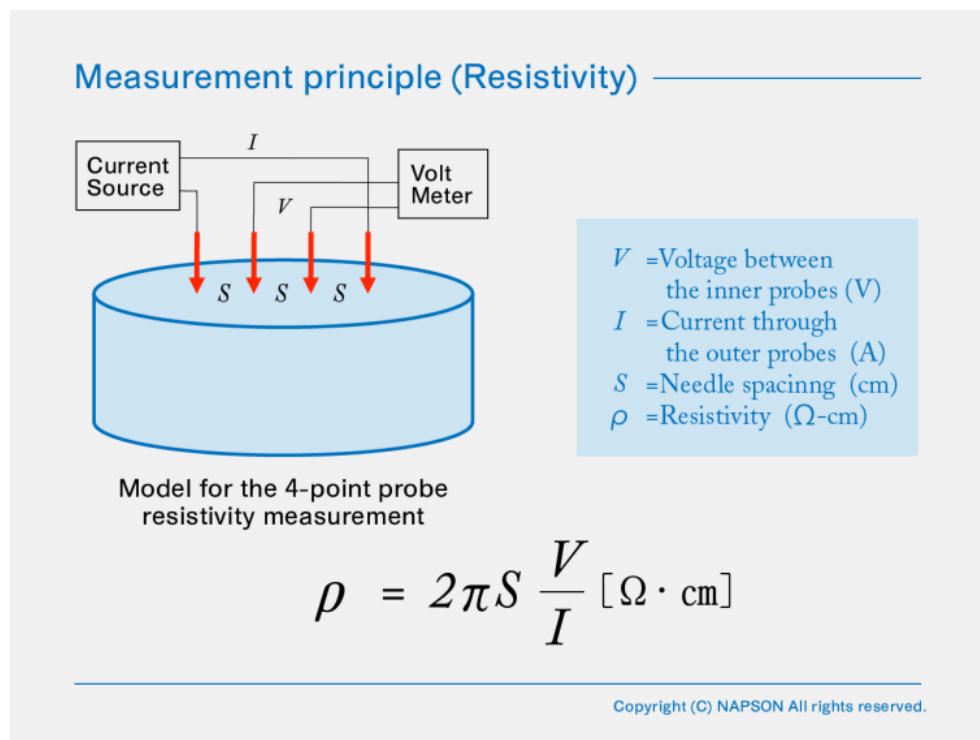 Measurement principle (Resistivity)
I
Current
Source
Volt
Meter
V
S S S
V =Voltage between
the inner probes (V)
I =Current through
the outer probes (A)
S =Needle spacinng (cm)
ρ =Resistivity (Ω-cm)
Model for the 4-point probe
resistivity measurement
ρ = 2πS V/I [Ω· cm]
Copyright (C) NAPSON All rights reserved.